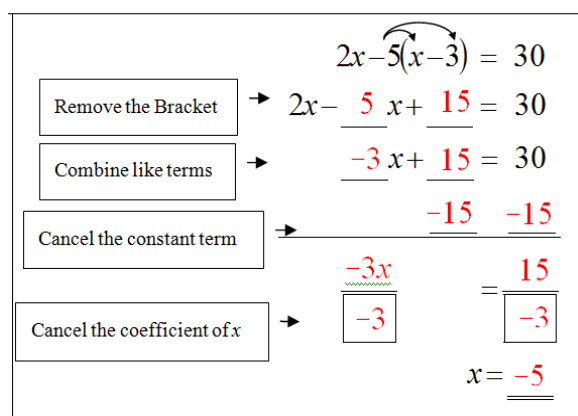 2x−5(x−3) = 30
Remove the Bracket 2x− 5 x+ 15 = 30
Combine like terms −3 x+ 15 = 30
Cancel the constant term −15 −15
−3x = 15
Cancel the coefficient of x −3 −3
x = −5